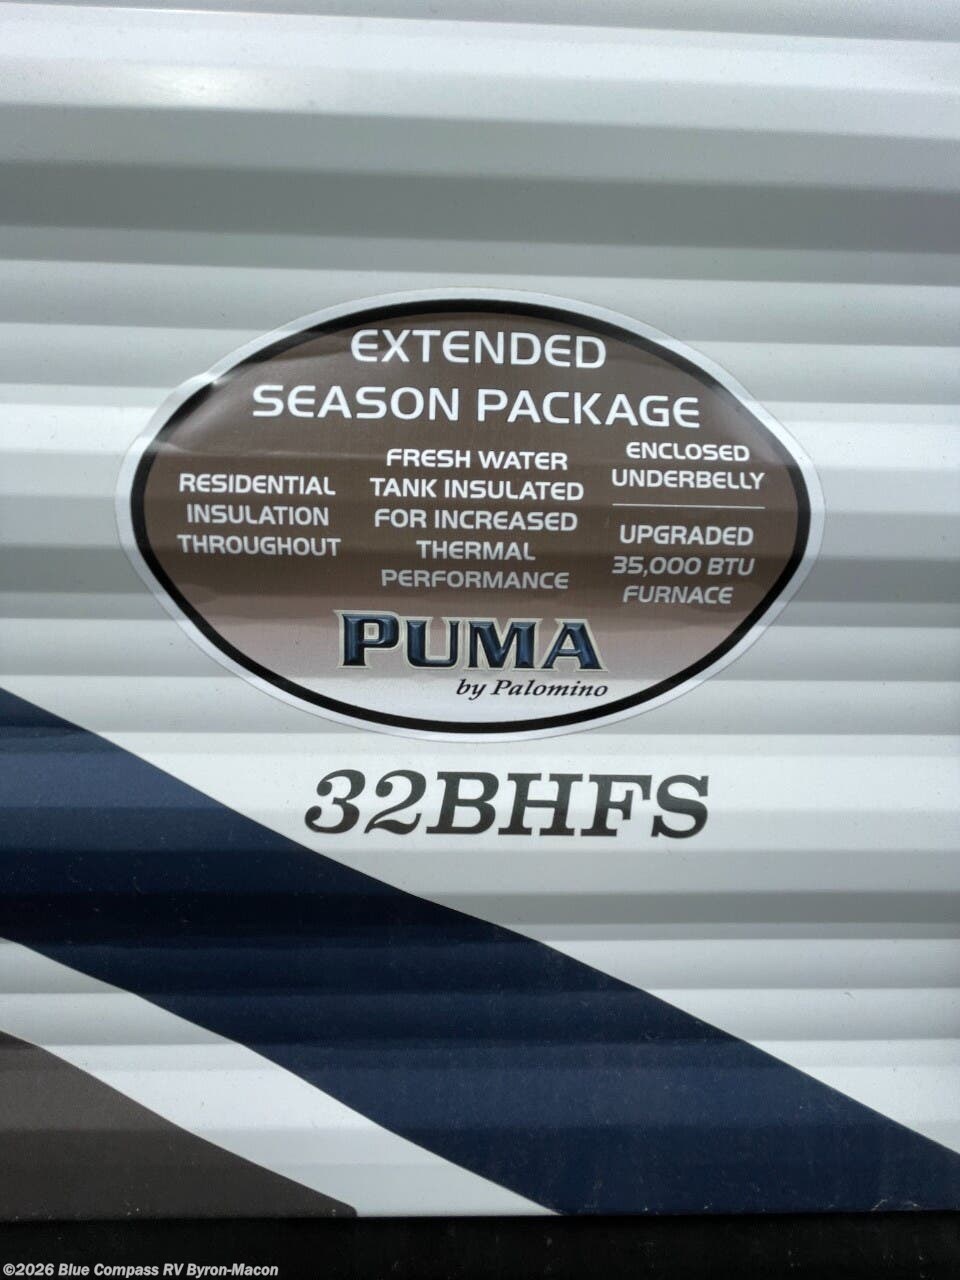 EXTENDED
SEASON PACKAGE
RESIDENTIAL
INSULATION
THROUGHOUT
FRESH WATER
TANK INSULATED
FOR INCREASED
THERMAL
PERFORMANCE
ENCLOSED
UNDERBELLY
UPGRADED
35,000 BTU
FURNACE
PUMA
by Palomino
32BHFS
©2026 Blue Compass RV Byron-Macon